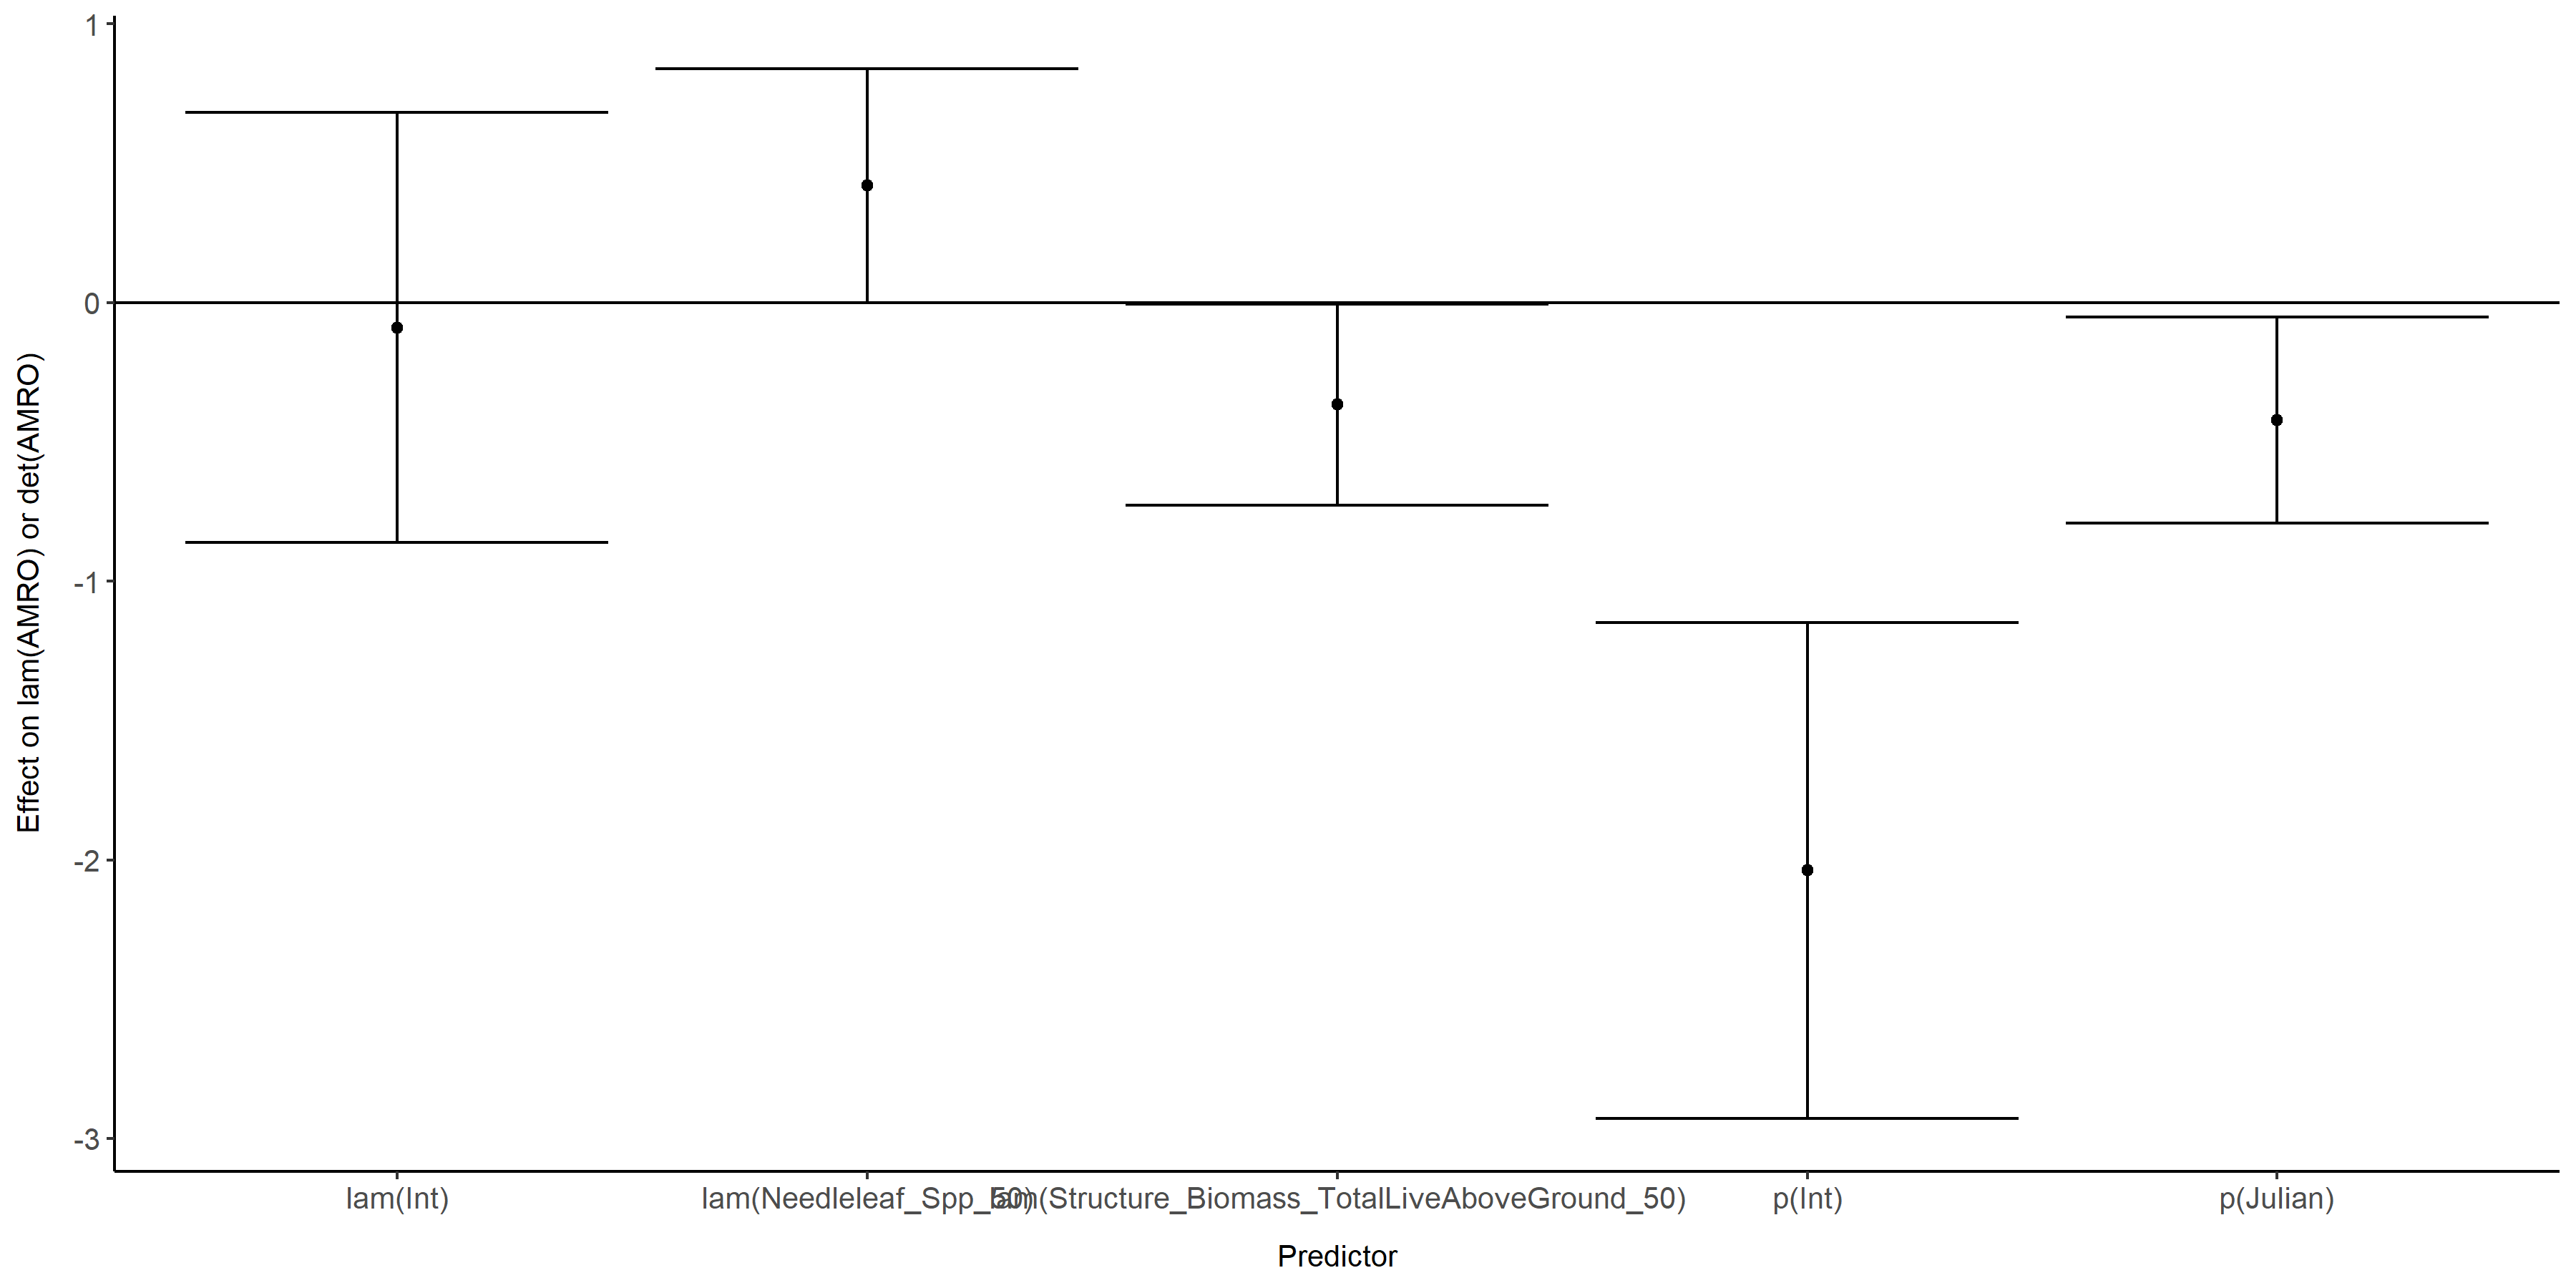 Effect on lam(AMRO) or det(AMRO)
1
0
-1
-2
-3
lam(Int)
lam(Needleleaf_Spp_50)
lam(Structure_Biomass_TotalLiveAboveGround_50)
p(Int)
p(Julian)
Predictor